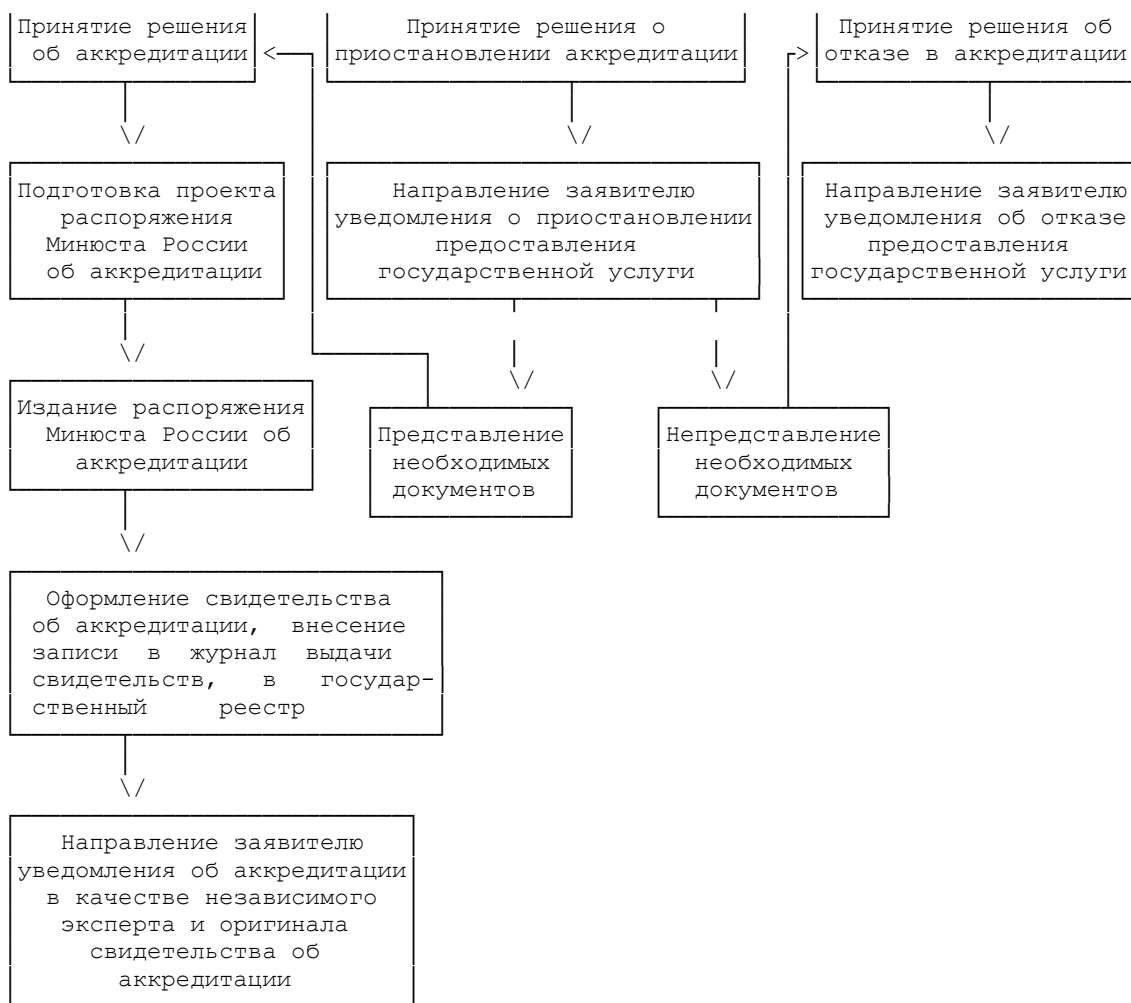 Принятие решения
об аккредитации
Принятие решения о
приостановлении аккредитации
Принятие решения об
отказе в аккредитации
Подготовка проекта
распоряжения
Минюста России
об аккредитации
Направление заявителю
уведомления о приостановлении
предоставления
государственной услуги
Направление заявителю
уведомления об отказе
предоставления
государственной услуги
Издание распоряжения
Минюста России об
аккредитации
Представление
необходимых
документов
Непредставление
необходимых
документов
Оформление свидетельства
об аккредитации, внесение
записи в журнал выдачи
свидетельств, в государ-
ственный реестр
Направление заявителю
уведомления об аккредитации
в качестве независимого
эксперта и оригинала
свидетельства об
аккредитации